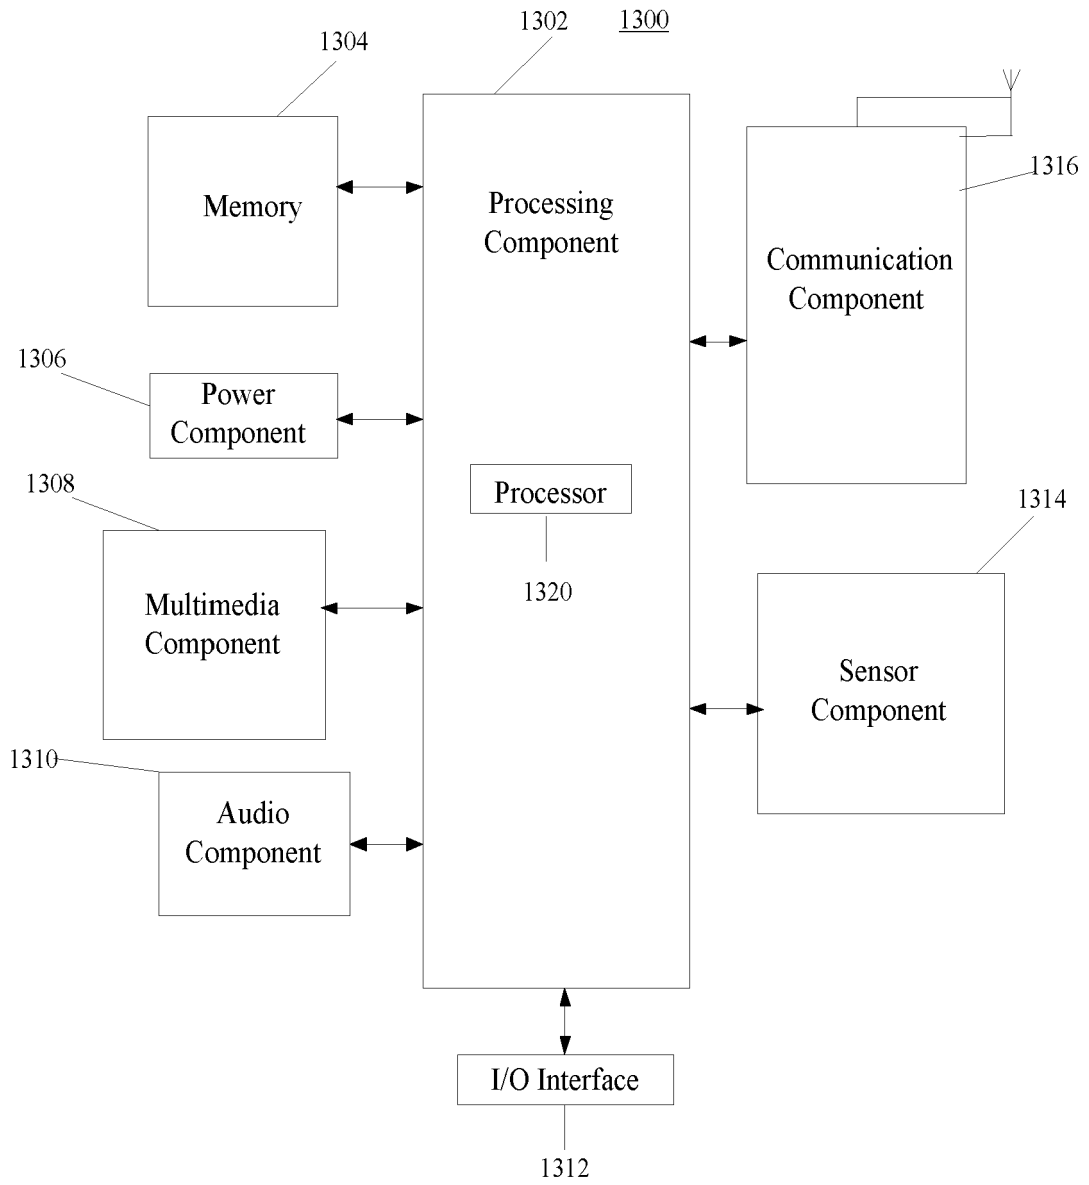 1302
1300
1304
Memory
Processing
Component
1316
Communication
Component
1306
Power
Component
Processor
1320
1308
Multimedia
Component
1314
Sensor
Component
1310
Audio
Component
I/O Interface
1312